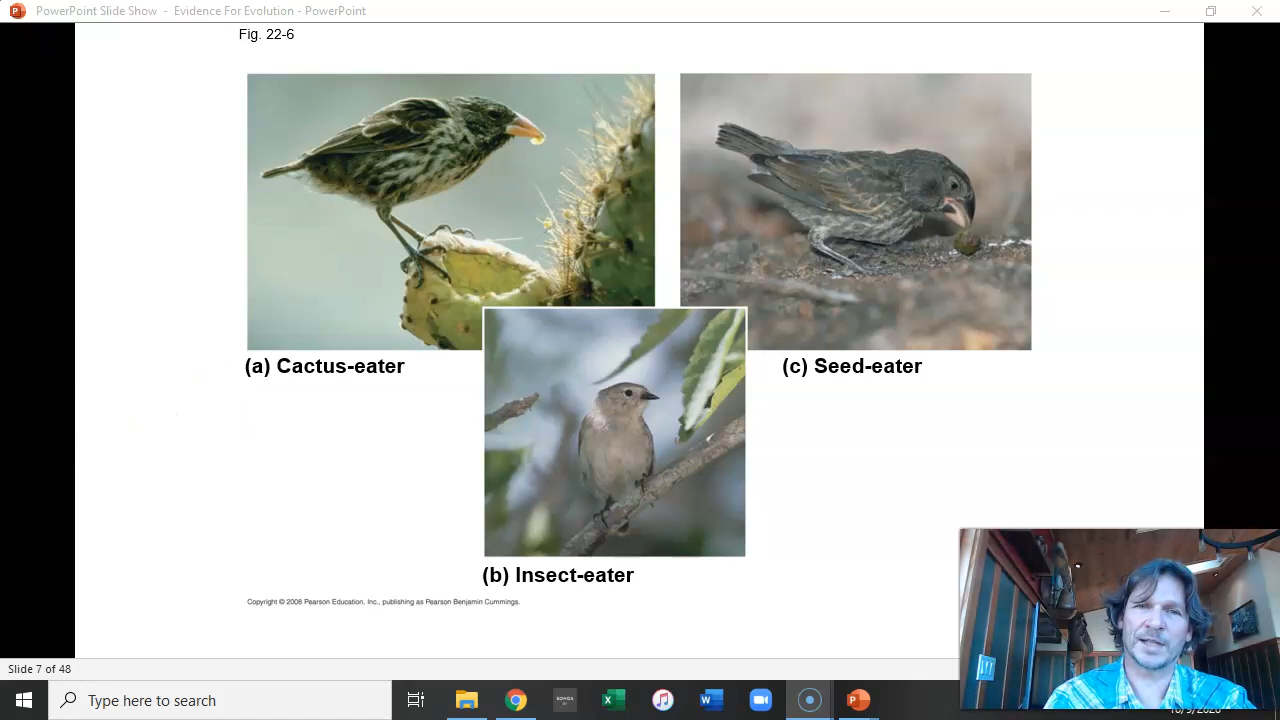 PowerPoint Slide Show - Evidence For Evolution - PowerPoint
Fig. 22-6
(a) Cactus-eater
(c) Seed-eater
(b) Insect-eater
Copyright © 2008 Pearson Education, Inc., publishing as Pearson Benjamin Cummings.
Slide 7 of 48
Type here to search